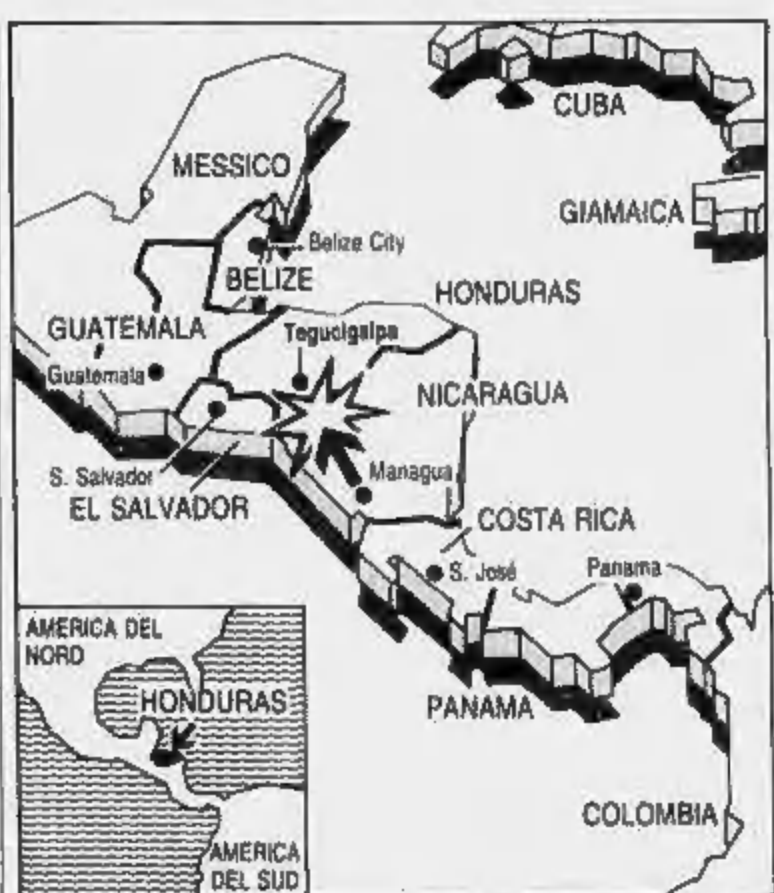 CUBA
MESSICO
GIAMAICA
Belize City
BELIZE
HONDURAS
GUATEMALA
Tegucigalpa
Guatemala
NICARAGUA
S. Salvador
Managua
EL SALVADOR
COSTA RICA
S. José
Panama
PANAMA
COLOMBIA
AMERICA DEL
NORD
HONDURAS
AMERICA
DEL SUD